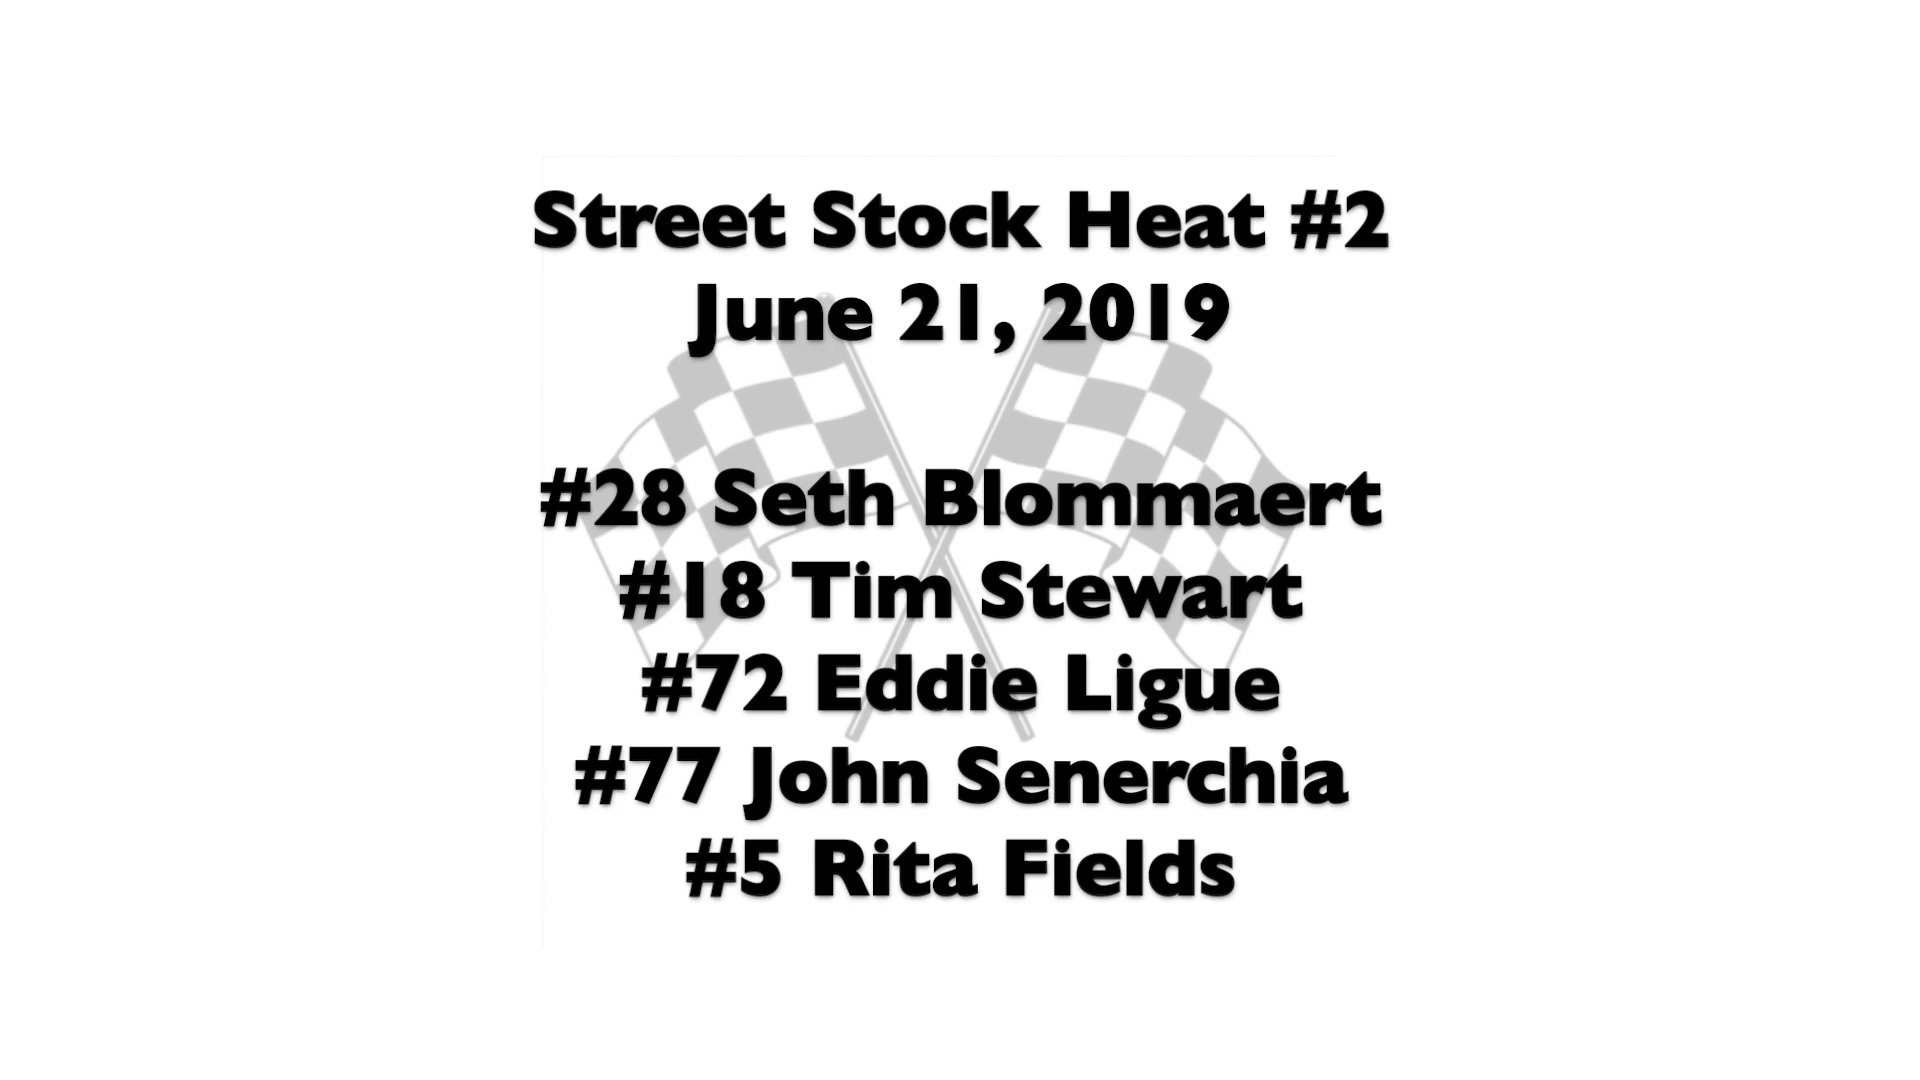 Street Stock Heat #2
June 21, 2019
#28 Seth Blommaert
#18 Tim Stewart
#72 Eddie Ligue
#77 John Senerchia
#5 Rita Fields